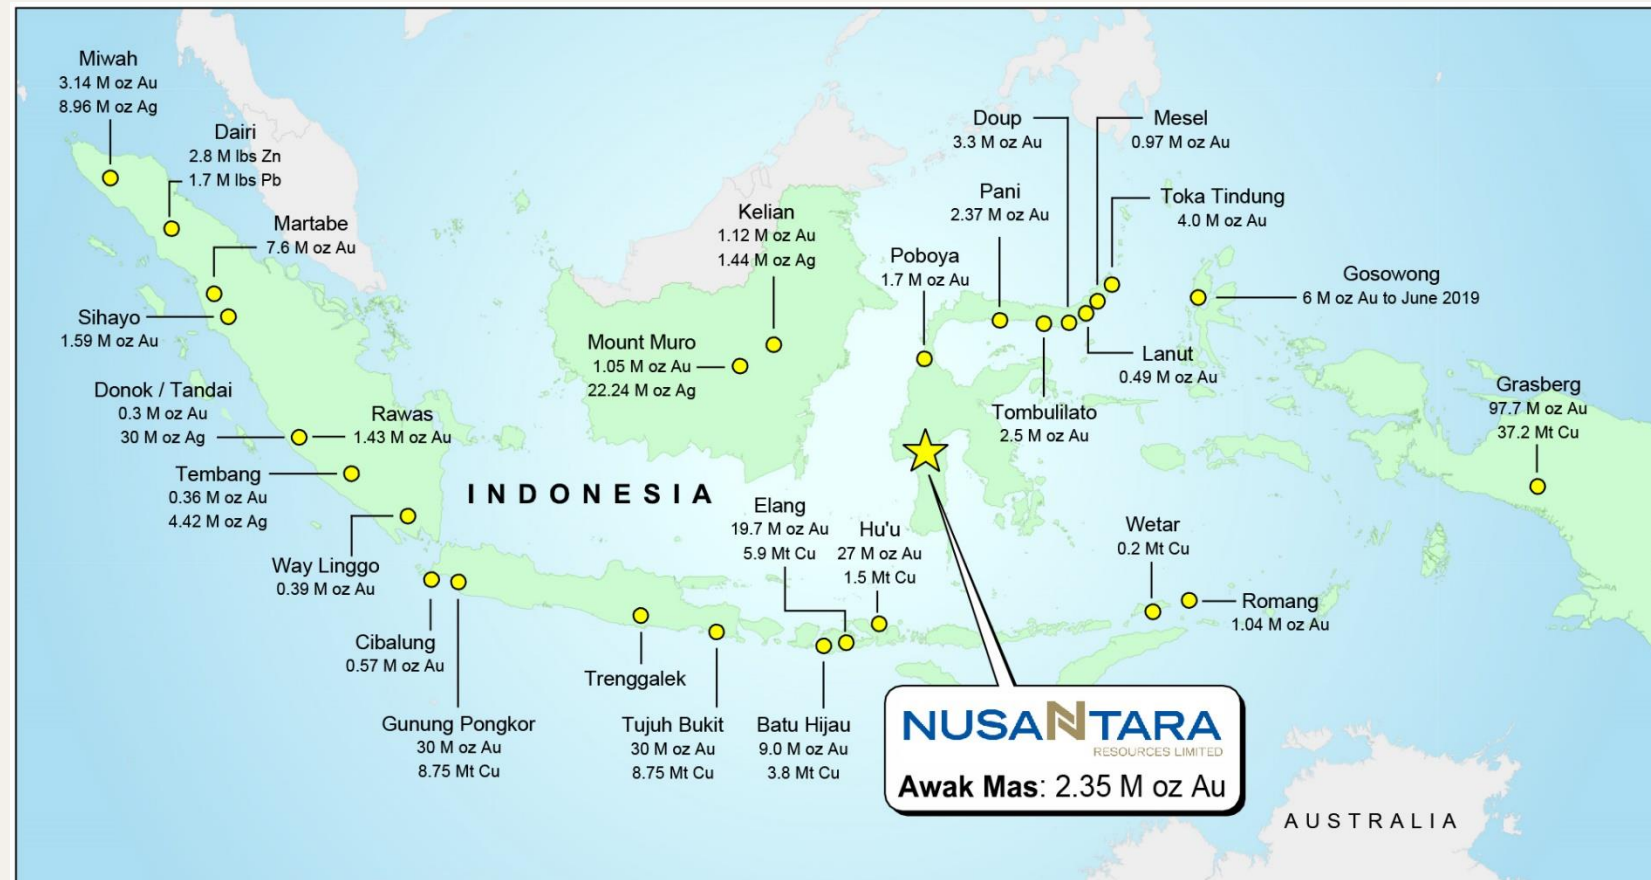 Miwah
3.14 M oz Au
8.96 M oz Ag
Dairi
2.8 M lbs Zn
1.7 M lbs Pb
Martabe
7.6 M oz Au
Sihayo
1.59 M oz Au
Donok / Tandai
0.3 M oz Au
30 M oz Ag
Rawas
1.43 M oz Au
Tembang
0.36 M oz Au
4.42 M oz Ag
Way Linggo
0.39 M oz Au
Cibalung
0.57 M oz Au
Gunung Pongkor
30 M oz Au
8.75 Mt Cu
Trenggalek
Tujuh Bukit
30 M oz Au
8.75 Mt Cu
Batu Hijau
9.0 M oz Au
3.8 Mt Cu
Elang
19.7 M oz Au
5.9 Mt Cu
Hu'u
27 M oz Au
1.5 Mt Cu
INDONESIA
Kelian
1.12 M oz Au
1.44 M oz Ag
Mount Muro
1.05 M oz Au
22.24 M oz Ag
Poboya
1.7 M oz Au
Pani
2.37 M oz Au
Doup
3.3 M oz Au
Mesel
0.97 M oz Au
Toka Tindung
4.0 M oz Au
Gosowong
6 M oz Au to June 2019
Lanut
0.49 M oz Au
Tombulilato
2.5 M oz Au
Grasberg
97.7 M oz Au
37.2 Mt Cu
Wetar
0.2 Mt Cu
Romang
1.04 M oz Au
NUSANTARA
RESOURCES LIMITED
Awak Mas: 2.35 M oz Au
AUSTRALIA